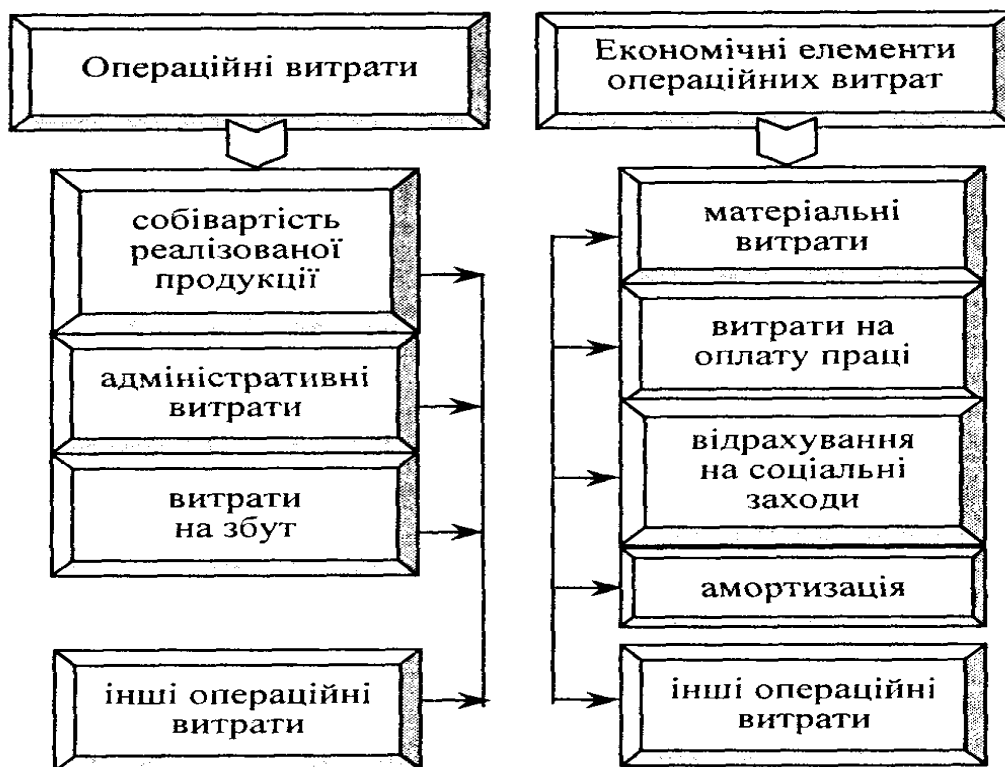 Операційні витрати
собівартість
реалізованої
продукції
адміністративні
витрати
витрати
на збут
інші операційні
витрати
Економічні елементи
операційних витрат
матеріальні
витрати
витрати на
оплату праці
відрахування
на соціальні
заходи
амортизація
інші операційні
витрати